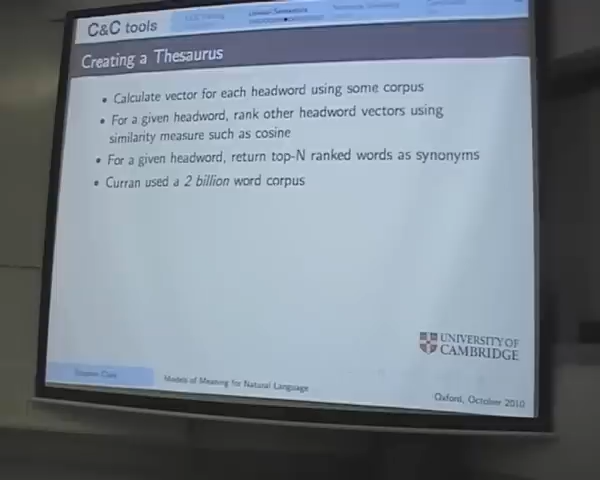 C&C tools
Creating a Thesaurus
• Calculate vector for each headword using some corpus
• For a given headword, rank other headword vectors using
similarity measure such as cosine
• For a given headword, return top-N ranked words as synonyms
• Curran used a 2 billion word corpus
UNIVERSITY OF
CAMBRIDGE
Stephen Clark
Models of Meaning for Natural Language
Oxford, October 2010